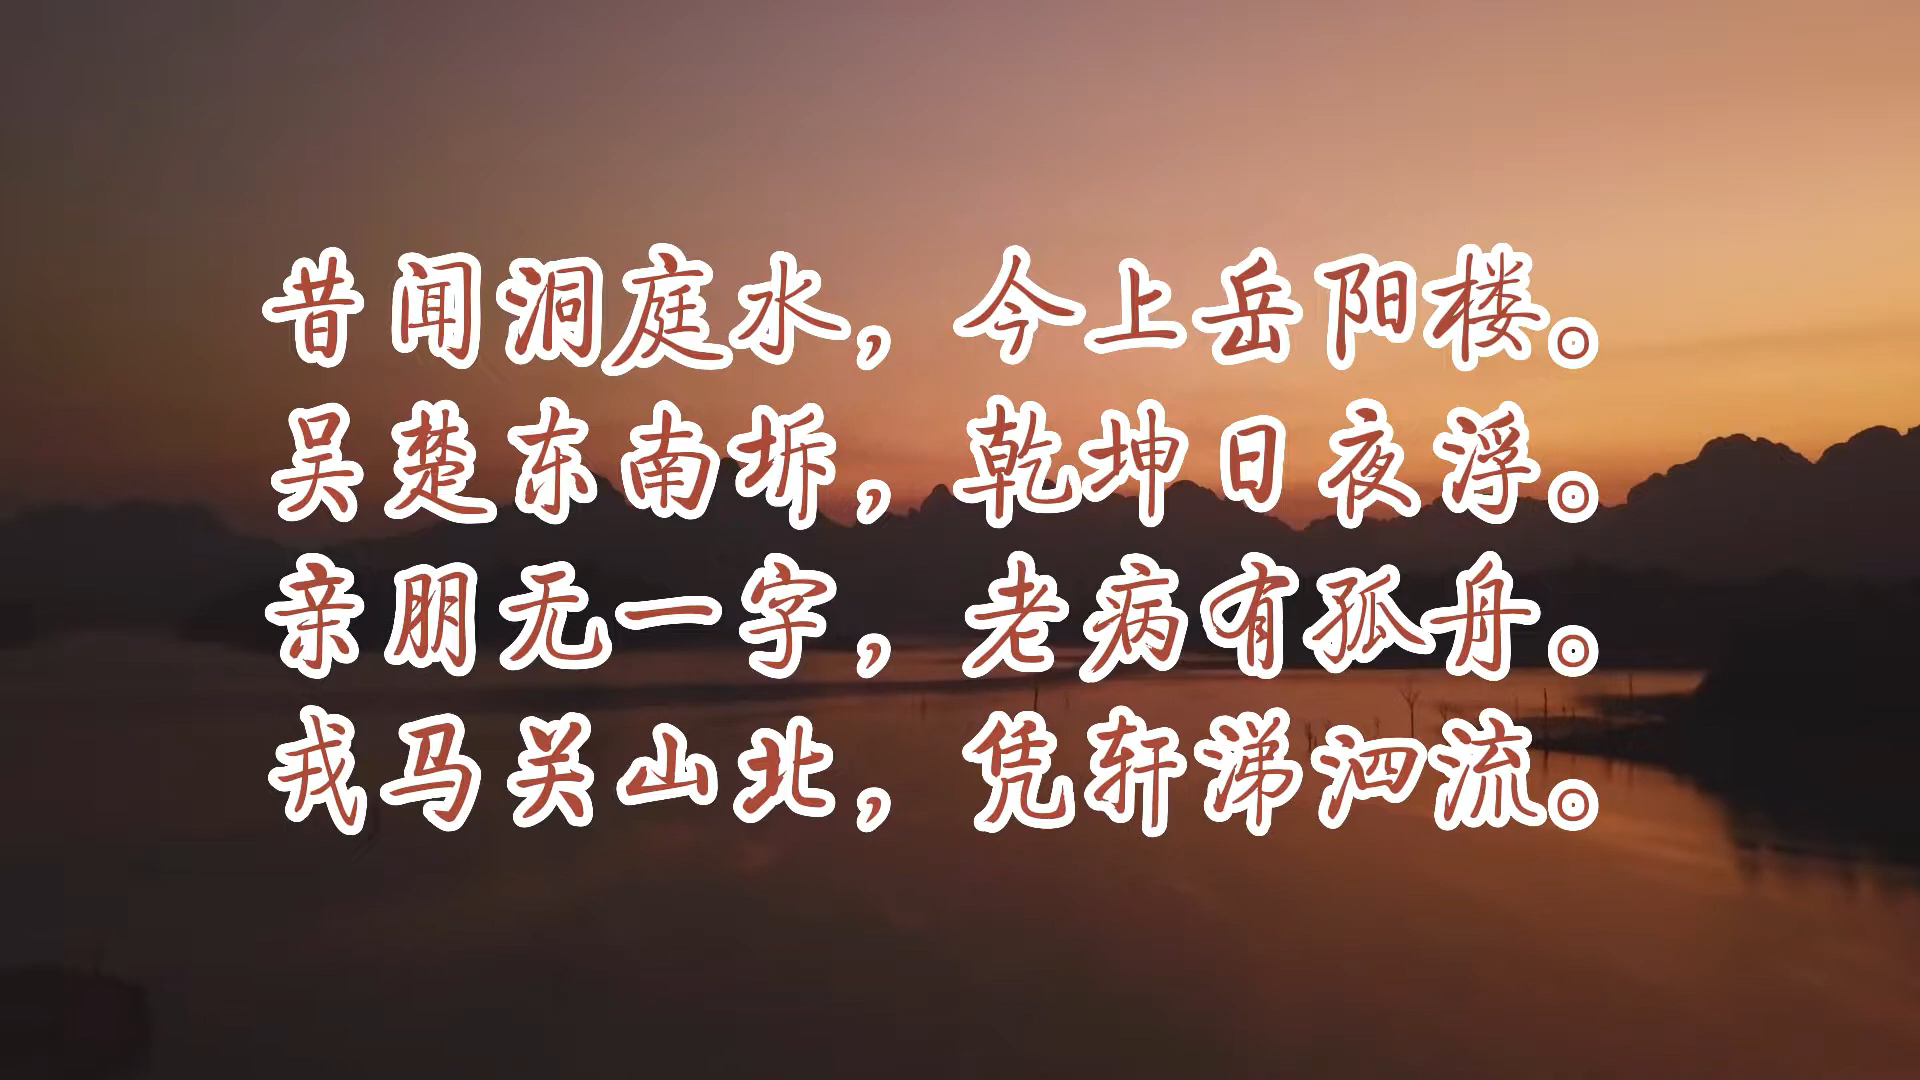 昔闻洞庭水，今上岳阳楼。
吴楚东南坼，乾坤日夜浮。
亲朋无一字，老病有孤舟。
戎马关山北，凭轩涕泗流。